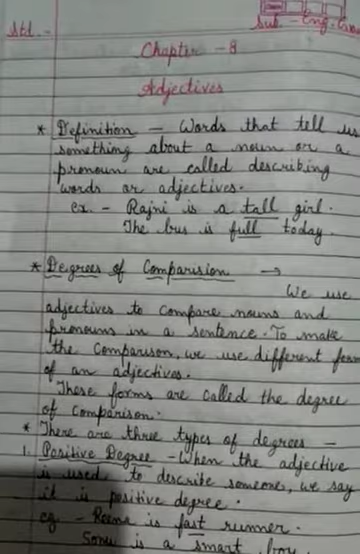 Std. -
Sub - Eng. Gram
Chapter - 8
Adjectives
* Definition - Words that tell us
something about a noun or a
pronoun are called describing
words or adjectives.
ex. - Rajni is a tall girl.
The bus is full today.
* Degrees of Comparision →
We use
adjectives to compare nouns and
pronouns in a sentence. To make
the comparison, we use different form
of an adjectives.
These forms are called the degree
of comparison.
* There are three types of degrees -
1. Positive Degree - When the adjective
is used to describe someone, we say
it is positive degree.
eg - Reena is fast runner.
Sonu is a smart boy.